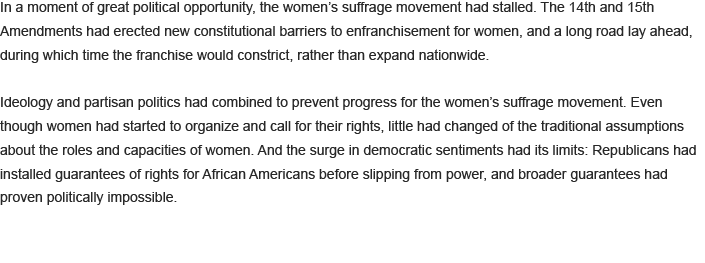 In a moment of great political opportunity, the women’s suffrage movement had stalled. The 14th and 15th
Amendments had erected new constitutional barriers to enfranchisement for women, and a long road lay ahead,
during which time the franchise would constrict, rather than expand nationwide.
Ideology and partisan politics had combined to prevent progress for the women’s suffrage movement. Even
though women had started to organize and call for their rights, little had changed of the traditional assumptions
about the roles and capacities of women. And the surge in democratic sentiments had its limits: Republicans had
installed guarantees of rights for African Americans before slipping from power, and broader guarantees had
proven politically impossible.